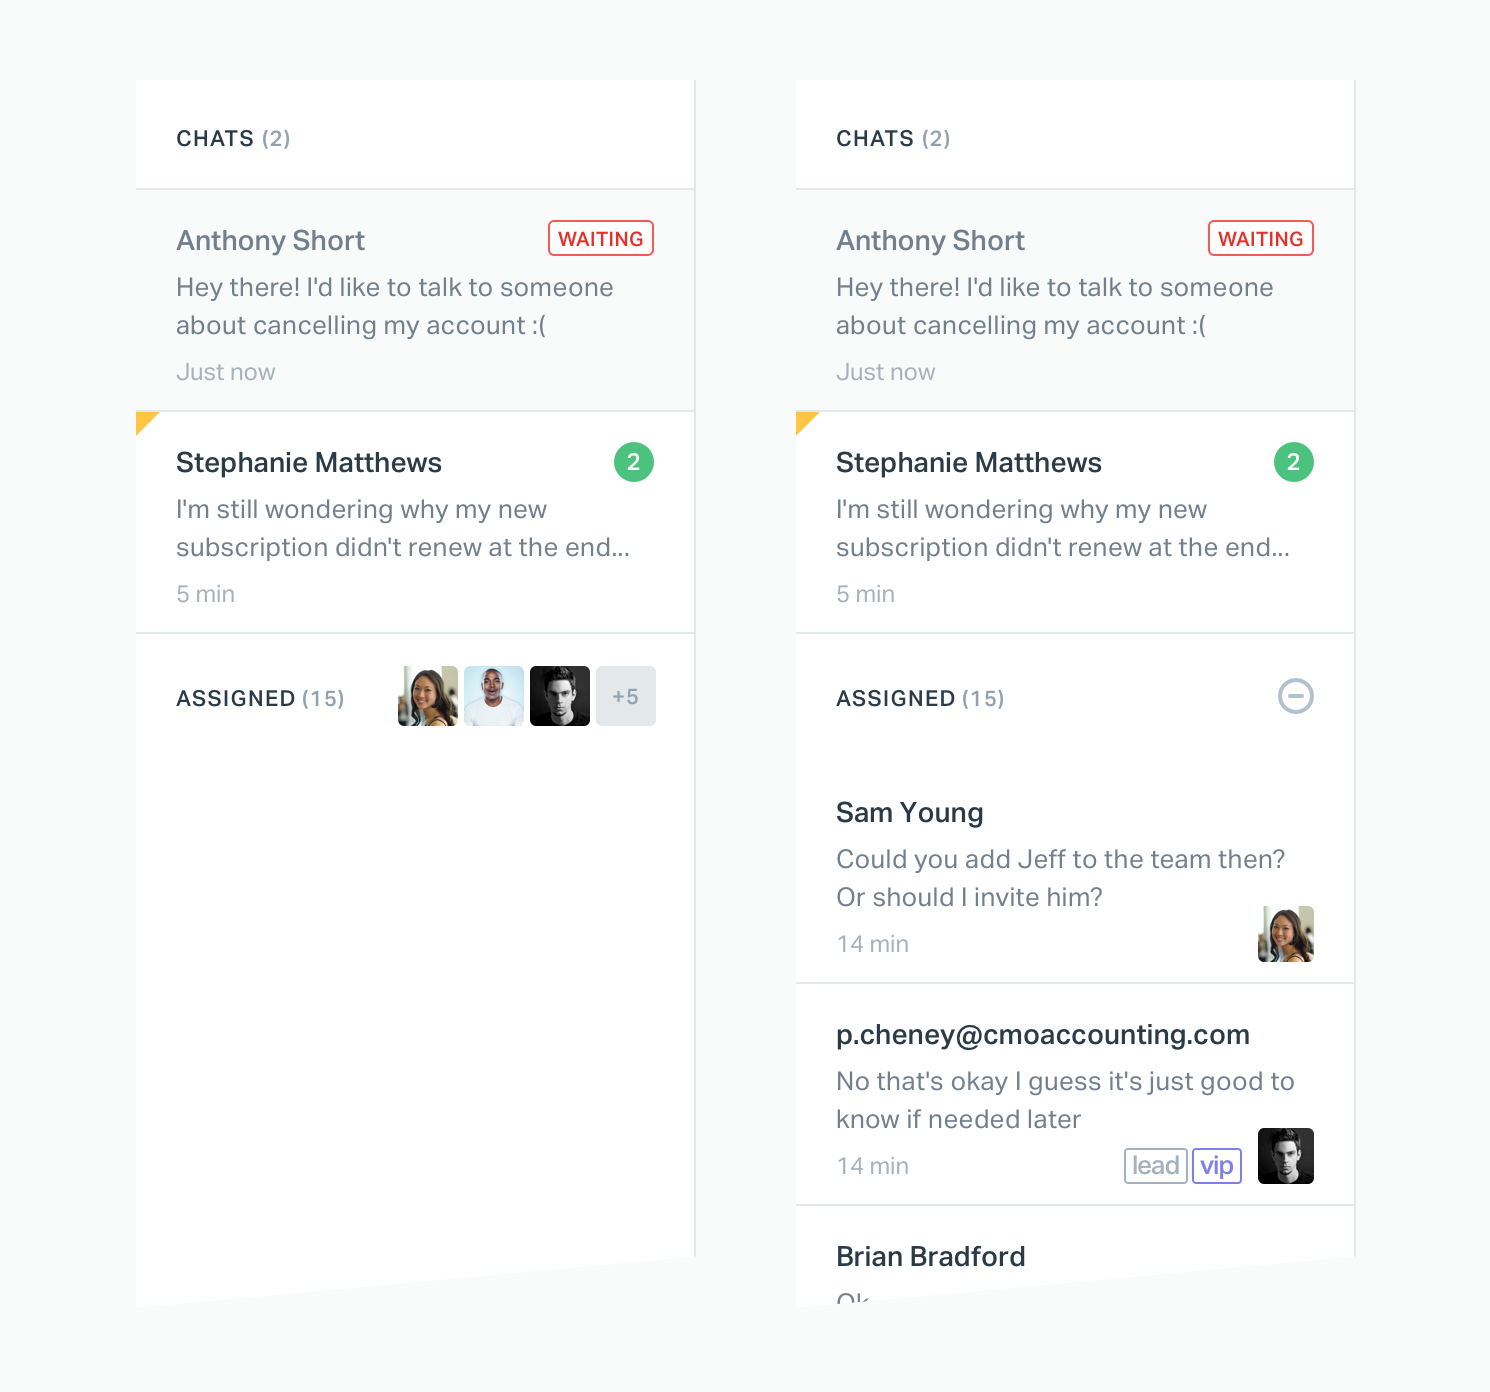 CHATS (2)
Anthony Short WAITING
Hey there! I'd like to talk to someone
about cancelling my account :(
Just now
Stephanie Matthews 2
I'm still wondering why my new
subscription didn't renew at the end...
5 min
ASSIGNED (15) +5
CHATS (2)
Anthony Short WAITING
Hey there! I'd like to talk to someone
about cancelling my account :(
Just now
Stephanie Matthews 2
I'm still wondering why my new
subscription didn't renew at the end...
5 min
ASSIGNED (15)
Sam Young
Could you add Jeff to the team then?
Or should I invite him?
14 min
p.cheney@cmoaccounting.com
No that's okay I guess it's just good to
know if needed later
14 min lead vip
Brian Bradford
Ok